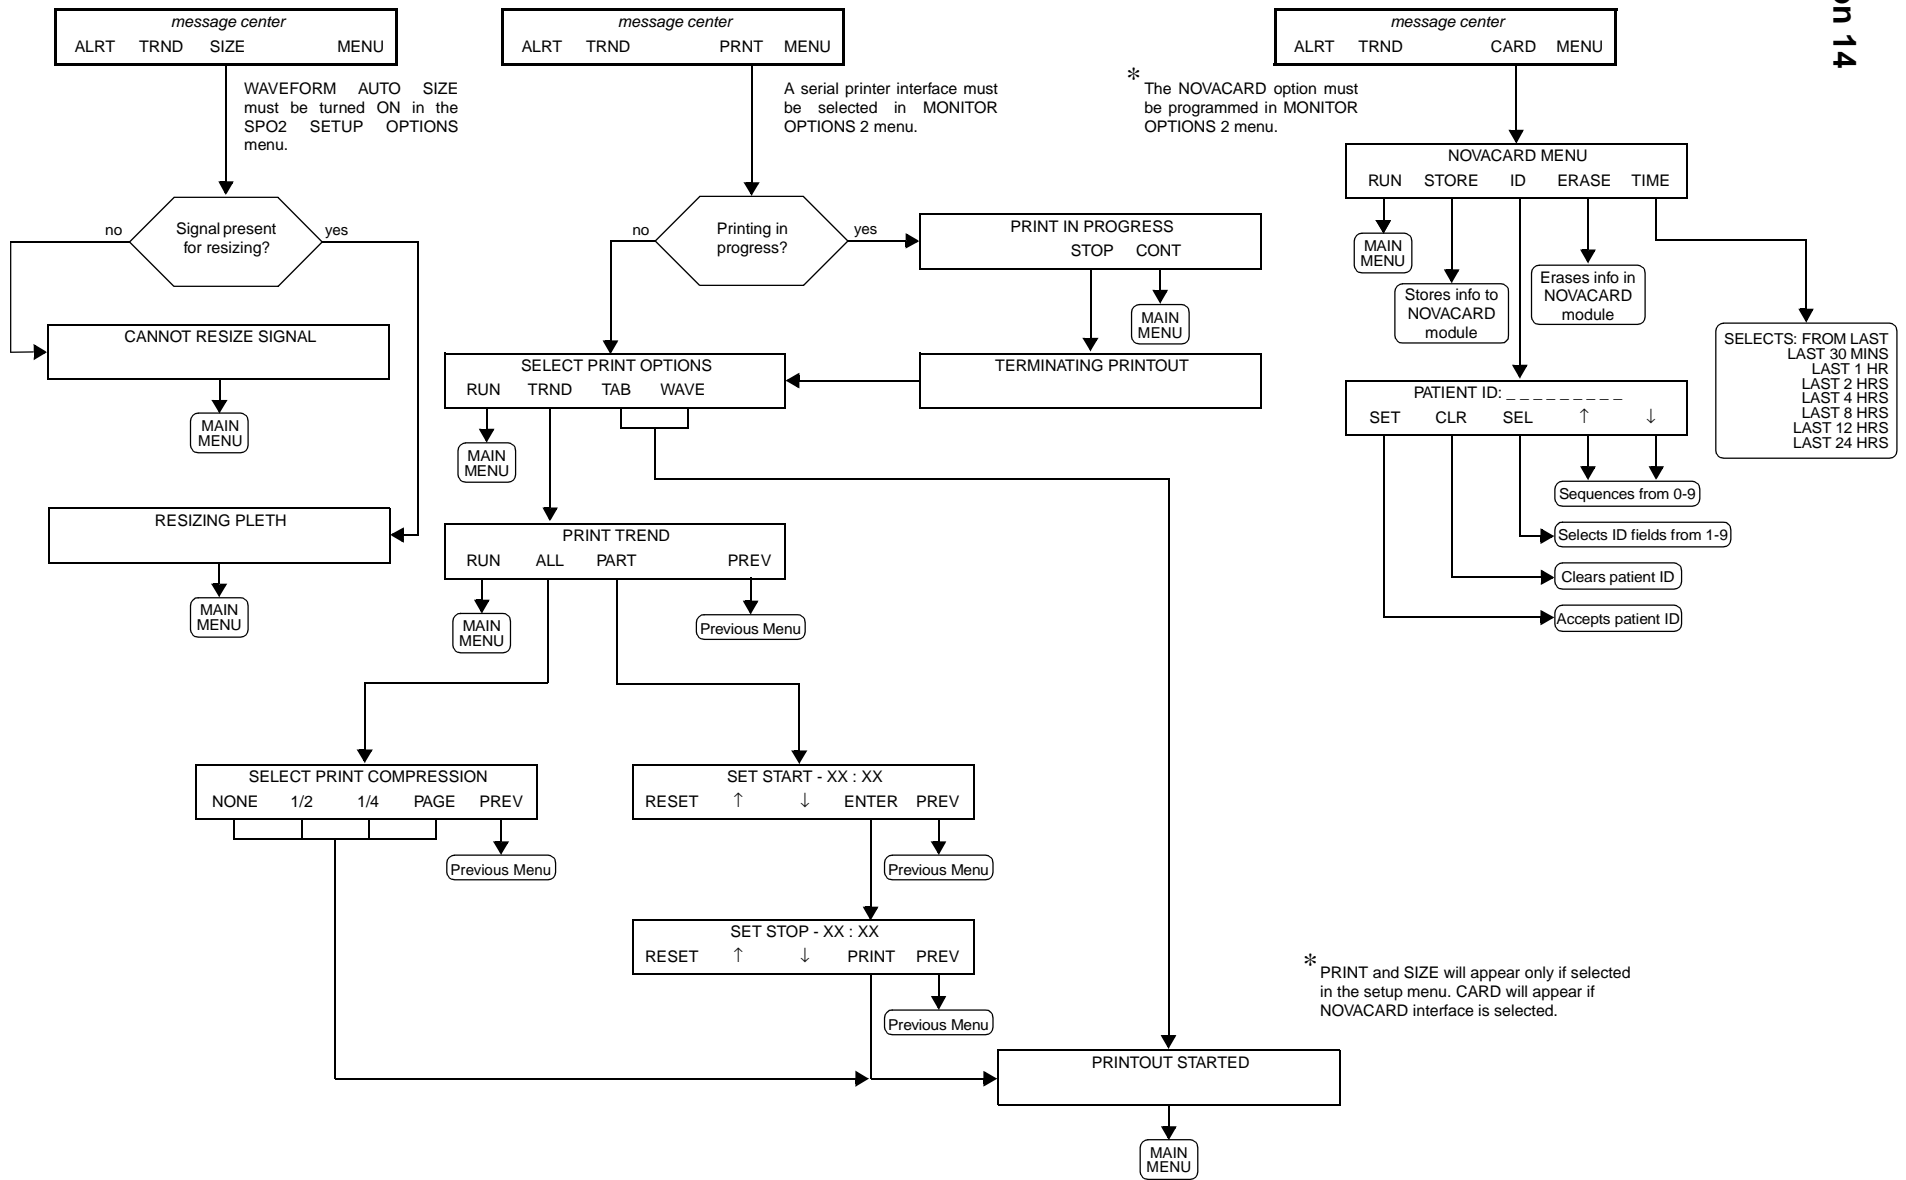 message center
ALRT TRND SIZE MENU
WAVEFORM AUTO SIZE
must be turned ON in the
SPO2 SETUP OPTIONS
menu.
no
Signal present
for resizing?
yes
CANNOT RESIZE SIGNAL
MAIN
MENU
RESIZING PLETH
MAIN
MENU
message center
ALRT TRND PRNT MENU
A serial printer interface must
be selected in MONITOR
OPTIONS 2 menu.
no
Printing in
progress?
yes
PRINT IN PROGRESS
STOP CONT
MAIN
MENU
SELECT PRINT OPTIONS
RUN TRND TAB WAVE
TERMINATING PRINTOUT
MAIN
MENU
PRINT TREND
RUN ALL PART PREV
MAIN
MENU
Previous Menu
SELECT PRINT COMPRESSION
NONE 1/2 1/4 PAGE PREV
Previous Menu
SET START - XX : XX
RESET ↑ ↓ ENTER PREV
Previous Menu
SET STOP - XX : XX
RESET ↑ ↓ PRINT PREV
Previous Menu
PRINTOUT STARTED
MAIN
MENU
message center
ALRT TRND CARD MENU
* The NOVACARD option must
be programmed in MONITOR
OPTIONS 2 menu.
NOVACARD MENU
RUN STORE ID ERASE TIME
MAIN
MENU
Stores info to
NOVACARD
module
Erases info in
NOVACARD
module
SELECTS: FROM LAST
LAST 30 MINS
LAST 1 HR
LAST 2 HRS
LAST 4 HRS
LAST 8 HRS
LAST 12 HRS
LAST 24 HRS
PATIENT ID: _ _ _ _ _ _ _ _ _
SET CLR SEL ↑ ↓
Sequences from 0-9
Selects ID fields from 1-9
Clears patient ID
Accepts patient ID
* PRINT and SIZE will appear only if selected
in the setup menu. CARD will appear if
NOVACARD interface is selected.
on 14